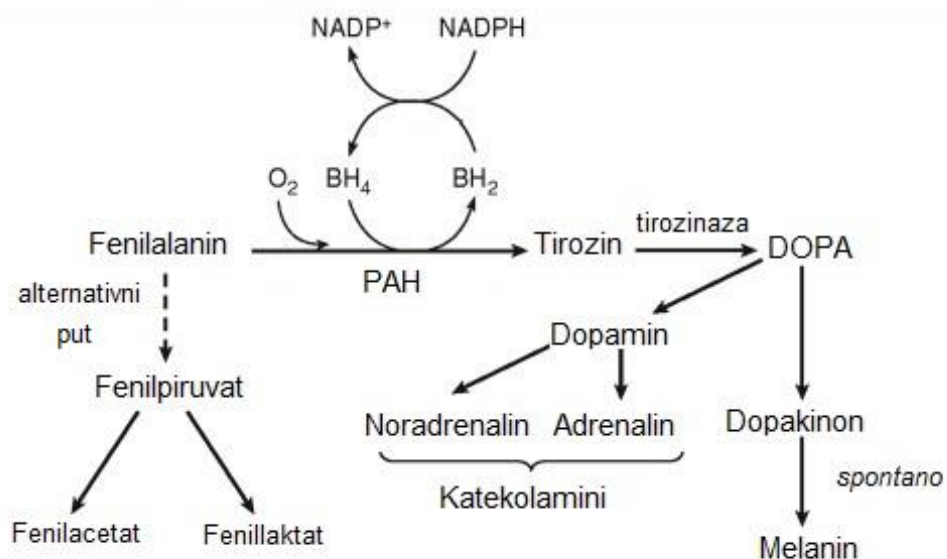 NADP⁺ NADPH
O₂ BH₄ BH₂
Fenilalanin PAH Tirozin tirozinaza DOPA
alternativni
put
Dopamin
Fenilpiruvat
Noradrenalin Adrenalin Dopakinon
Katekolamini
spontano
Fenilacetat Fenillaktat
Melanin